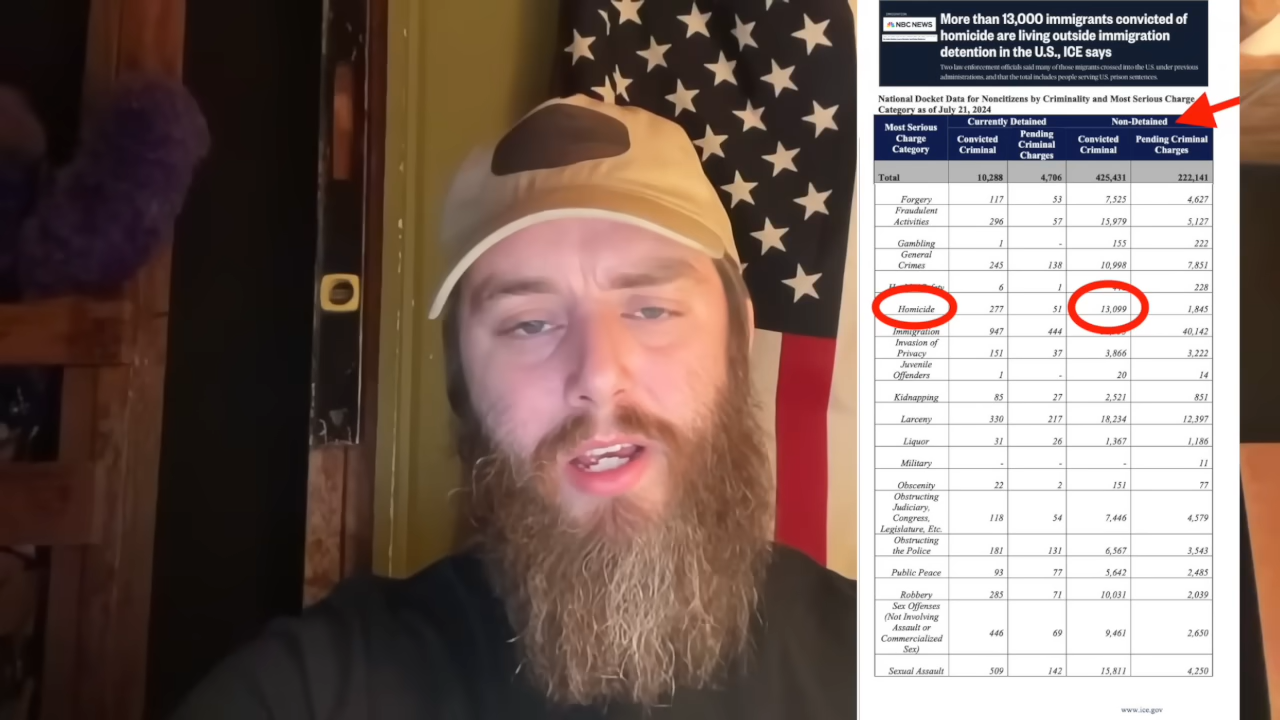 NBC NEWS
More than 13,000 immigrants convicted of
homicide are living outside immigration
detention in the U.S., ICE says
Two law enforcement officials said many of those migrants crossed into the U.S. under previous
administrations, and that the total includes people serving U.S. prison sentences.
National Docket Data for Noncitizens by Criminality and Most Serious Charge
Category as of July 21, 2024
Most Serious Charge Category Currently Detained Non-Detained
Convicted Criminal Pending Criminal Charges Convicted Criminal Pending Criminal Charges
Total 10,288 4,706 425,431 222,141
Forgery 117 53 7,525 4,627
Fraudulent
Activities 296 57 15,979 5,127
Gambling 1 - 155 222
General
Crimes 245 138 10,998 7,851
6 1 228
Homicide 277 51 13,099 1,845
Immigration 947 444 40,142
Invasion of
Privacy 151 37 3,866 3,222
Juvenile
Offenders 1 - 20 14
Kidnapping 85 27 2,521 851
Larceny 330 217 18,234 12,397
Liquor 31 26 1,367 1,186
Military - - - 11
Obscenity 22 2 151 77
Obstructing
Judiciary,
Congress,
Legislature, Etc. 118 54 7,446 4,579
Obstructing
the Police 181 131 6,567 3,543
Public Peace 93 77 5,642 2,485
Robbery 285 71 10,031 2,039
Sex Offenses
(Not Involving
Assault or
Commercialized
Sex) 446 69 9,461 2,650
Sexual Assault 509 142 15,811 4,250
www.ice.gov